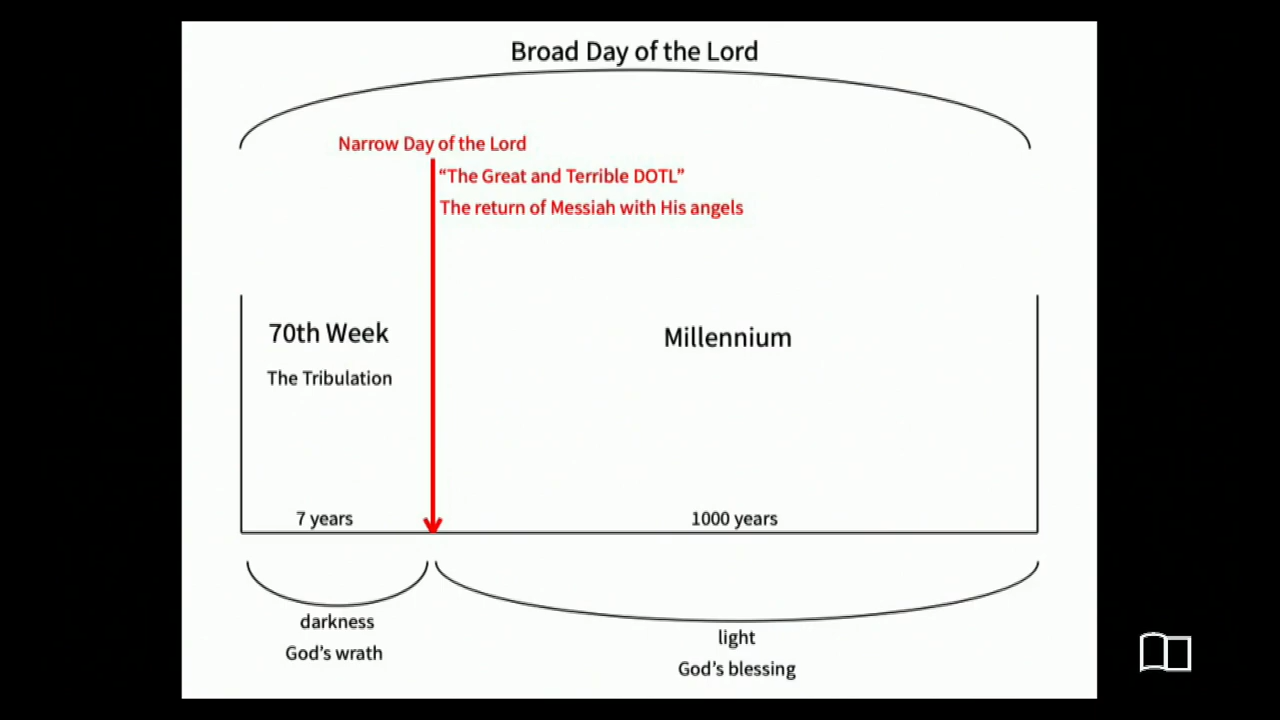 Broad Day of the Lord
Narrow Day of the Lord
“The Great and Terrible DOTL”
The return of Messiah with His angels
70th Week
The Tribulation
Millennium
7 years
1000 years
darkness
God’s wrath
light
God’s blessing